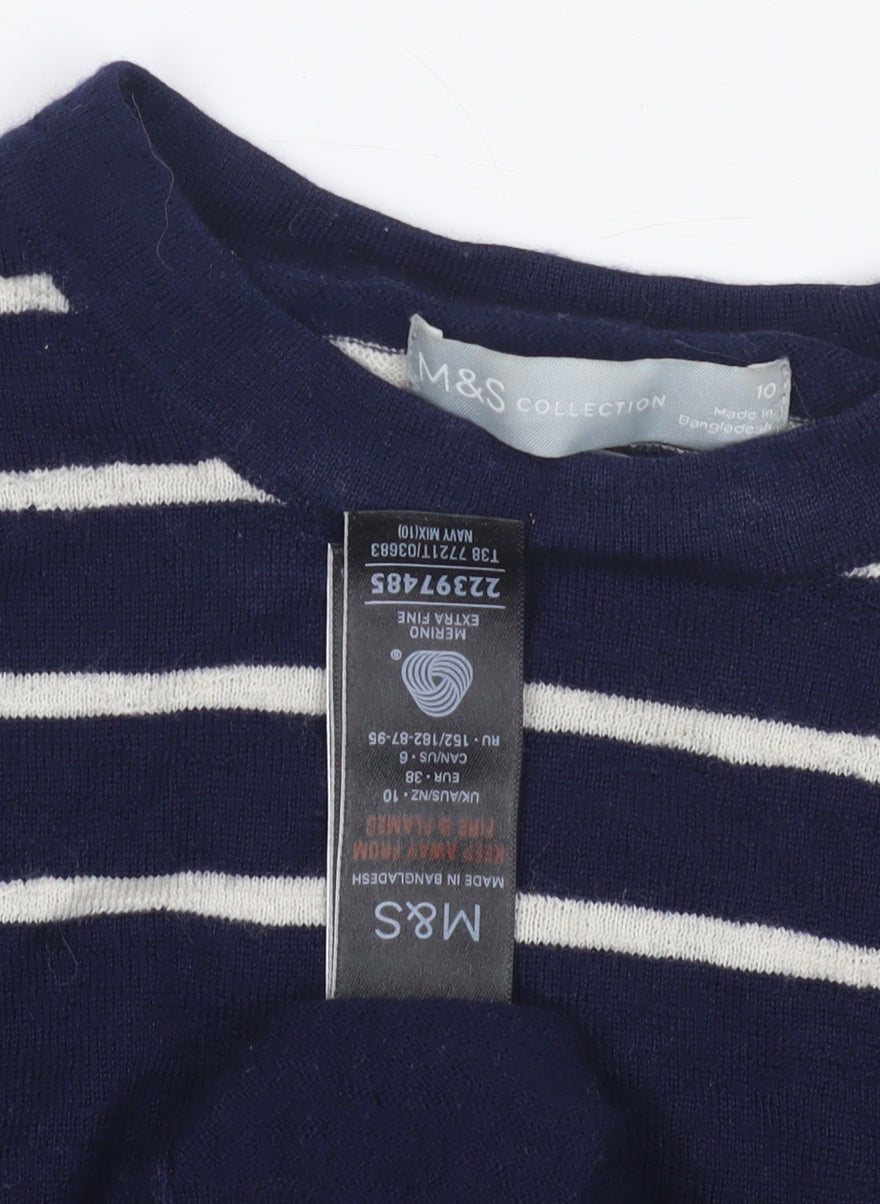 M&S COLLECTION
10
Made in
Bangladesh
M&S
MADE IN BANGLADESH
KEEP AWAY FROM
FIRE & FLAMES
UK/AUS/NZ • 10
EUR • 38
CAN/US • 6
RU • 152/182-87-95
®
MERINO
EXTRA FINE
22397485
T38 7721T/03683
NAVY MIX(10)